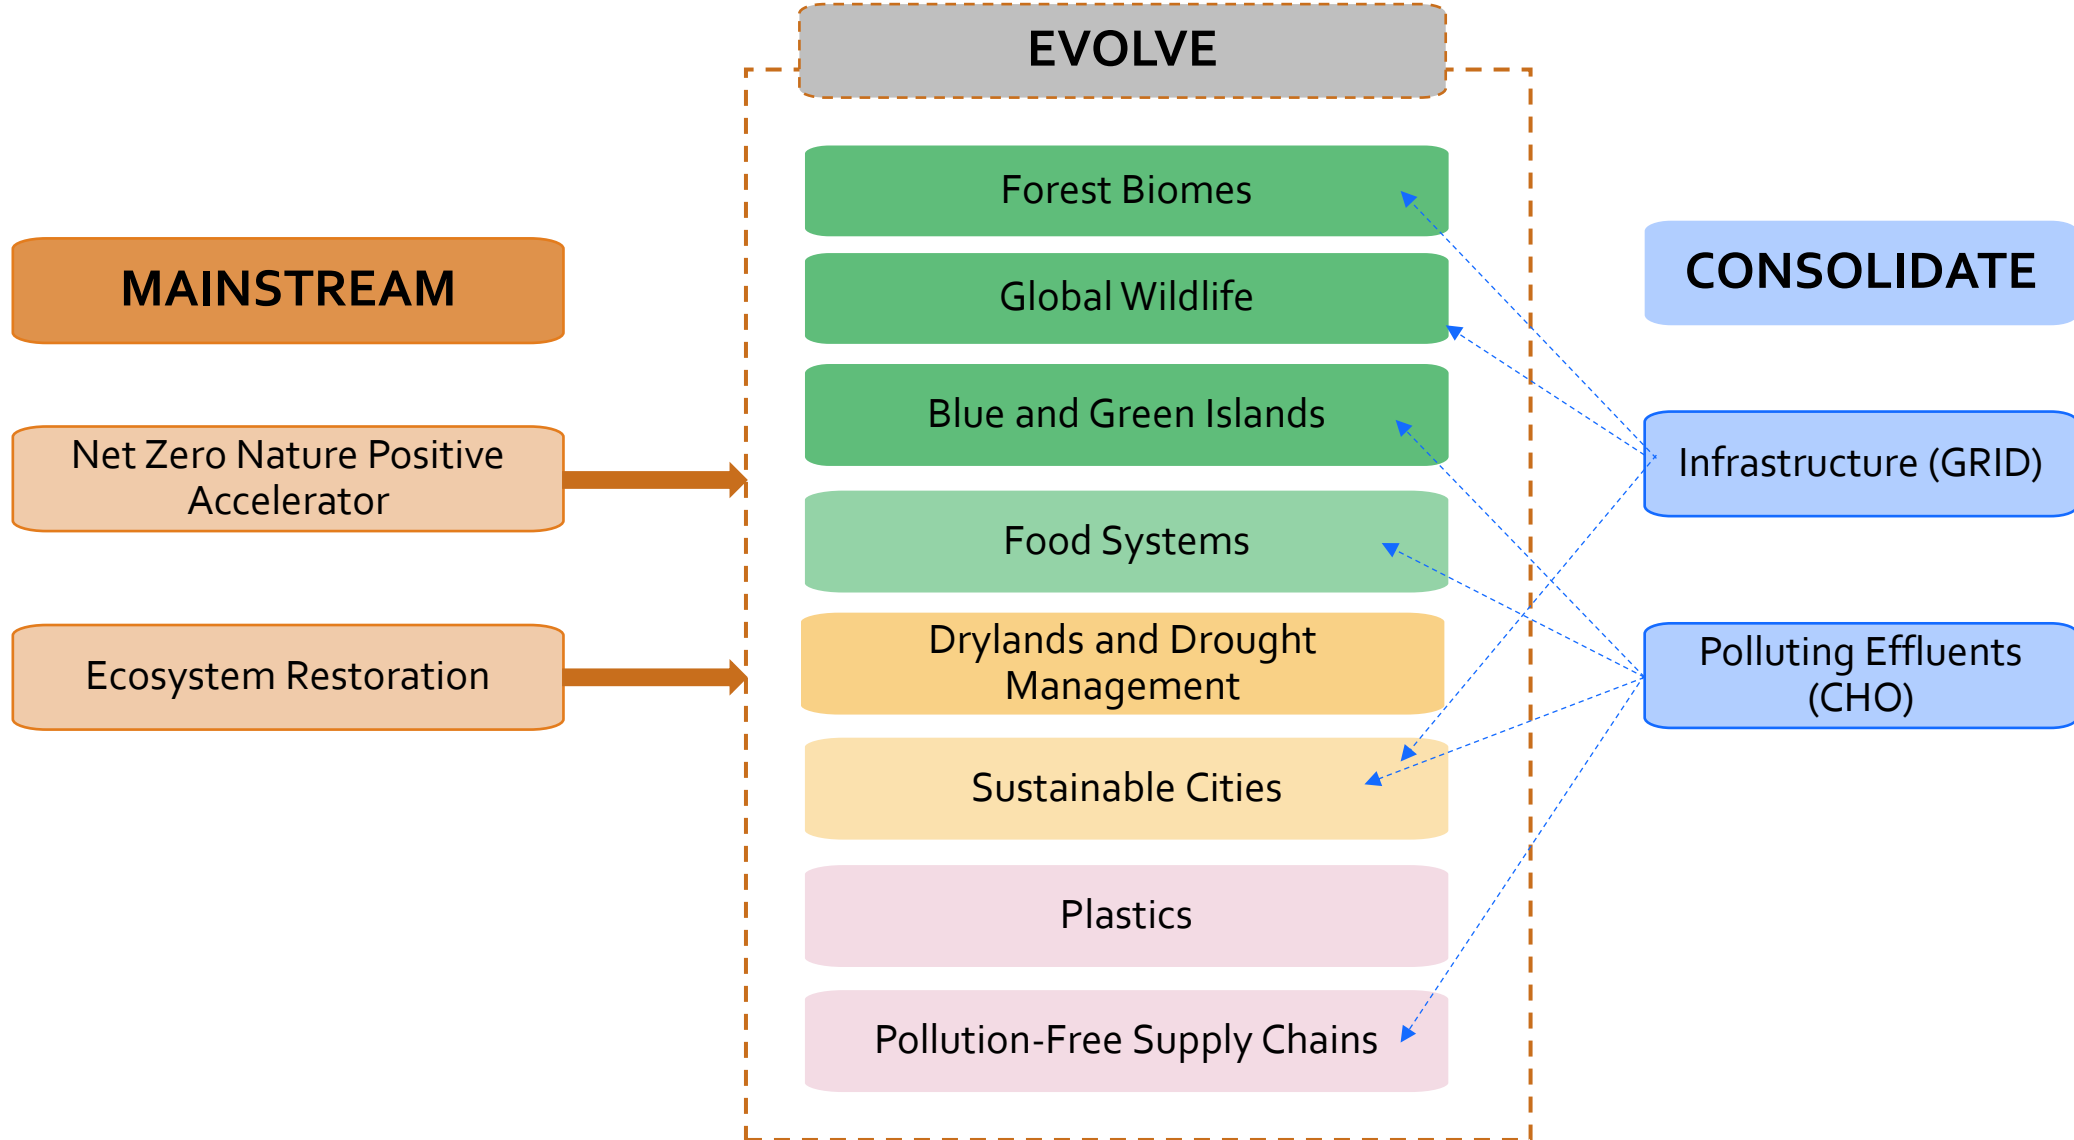 EVOLVE
MAINSTREAM
Net Zero Nature Positive
Accelerator
Ecosystem Restoration
Forest Biomes
Global Wildlife
Blue and Green Islands
Food Systems
Drylands and Drought
Management
Sustainable Cities
Plastics
Pollution-Free Supply Chains
CONSOLIDATE
Infrastructure (GRID)
Polluting Effluents
(CHO)